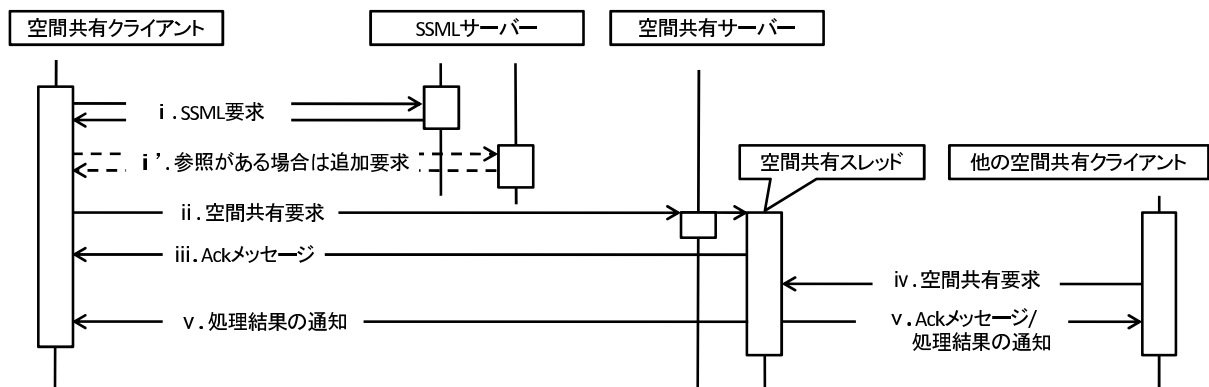 空間共有クライアント
SSMLサーバー
空間共有サーバー
i.SSML要求
i'.参照がある場合は追加要求
空間共有スレッド
他の空間共有クライアント
ii.空間共有要求
iii.Ackメッセージ
iv.空間共有要求
v.処理結果の通知
v.Ackメッセージ/
処理結果の通知